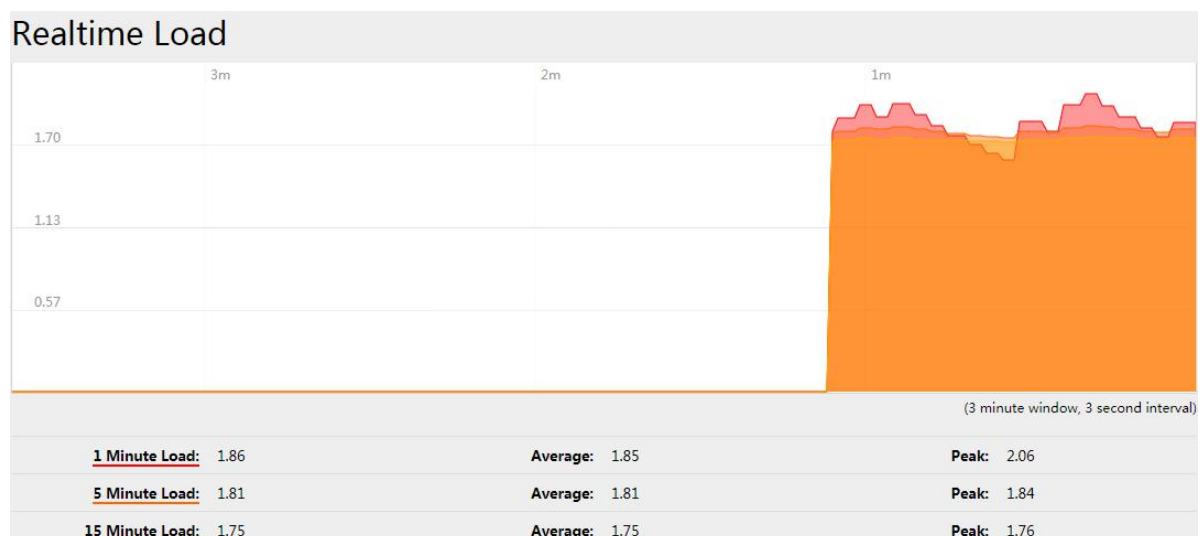 Realtime Load
3m 2m 1m
1.70
1.13
0.57
(3 minute window, 3 second interval)
1 Minute Load: 1.86 Average: 1.85 Peak: 2.06
5 Minute Load: 1.81 Average: 1.81 Peak: 1.84
15 Minute Load: 1.75 Average: 1.75 Peak: 1.76